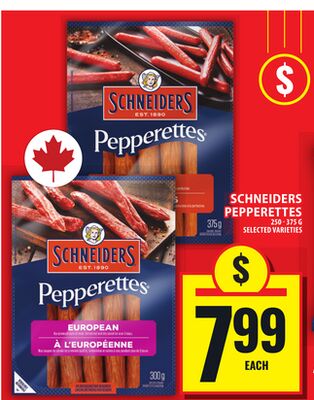 SCHNEIDERS
EST. 1890
Pepperettes
375 g
$
SCHNEIDERS
PEPPERETTES
250 - 375 G
SELECTED VARIETIES
SCHNEIDERS
EST. 1890
Pepperettes
EUROPEAN
À L'EUROPÉENNE
300 g
$
7.99
EACH